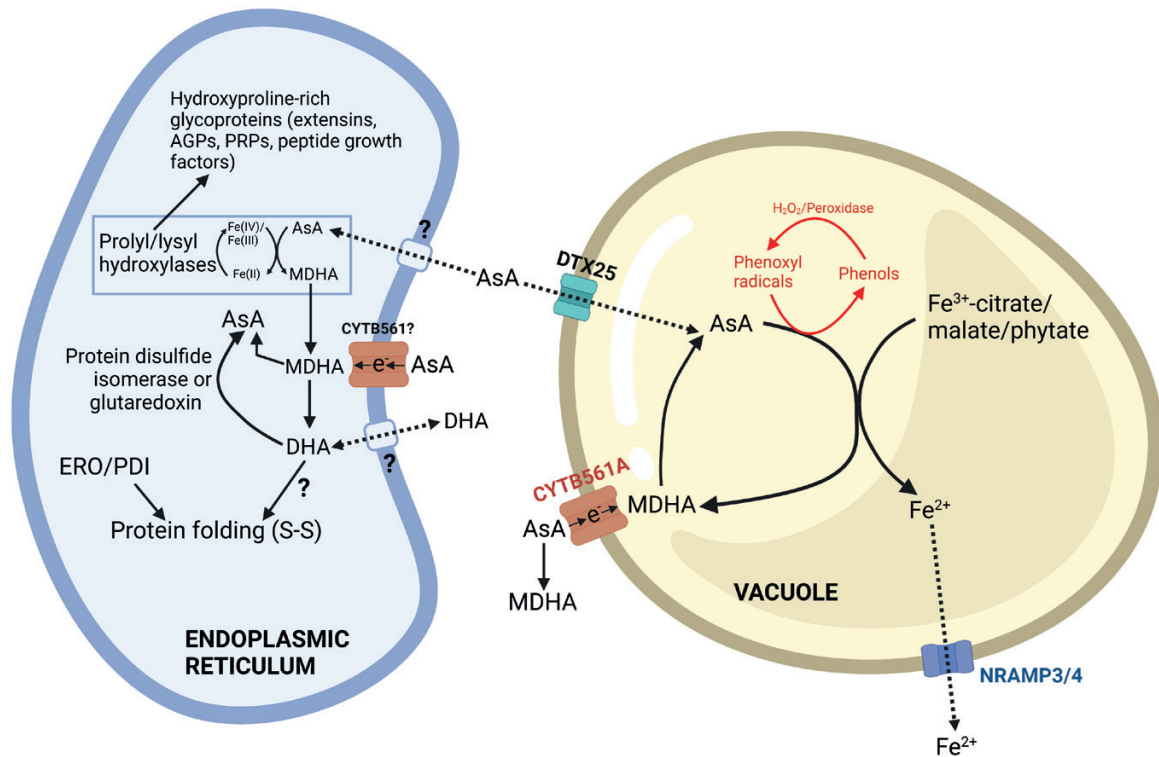 Hydroxyproline-rich
glycoproteins (extensins,
AGPs, PRPs, peptide growth
factors)
Prolyl/lysyl
hydroxylases
Fe(IV)/
Fe(III)
Fe(II)
AsA
MDHA
?
AsA
DTX25
AsA
CYTB561?
MDHA
e-
AsA
Protein disulfide
isomerase or
glutaredoxin
DHA
DHA
?
?
ERO/PDI
Protein folding (S-S)
ENDOPLASMIC
RETICULUM
H₂O₂/Peroxidase
Phenoxyl
radicals
Phenols
AsA
Fe³⁺-citrate/
malate/phytate
CYTB561A
AsA
e-
MDHA
MDHA
Fe²⁺
VACUOLE
NRAMP3/4
Fe²⁺